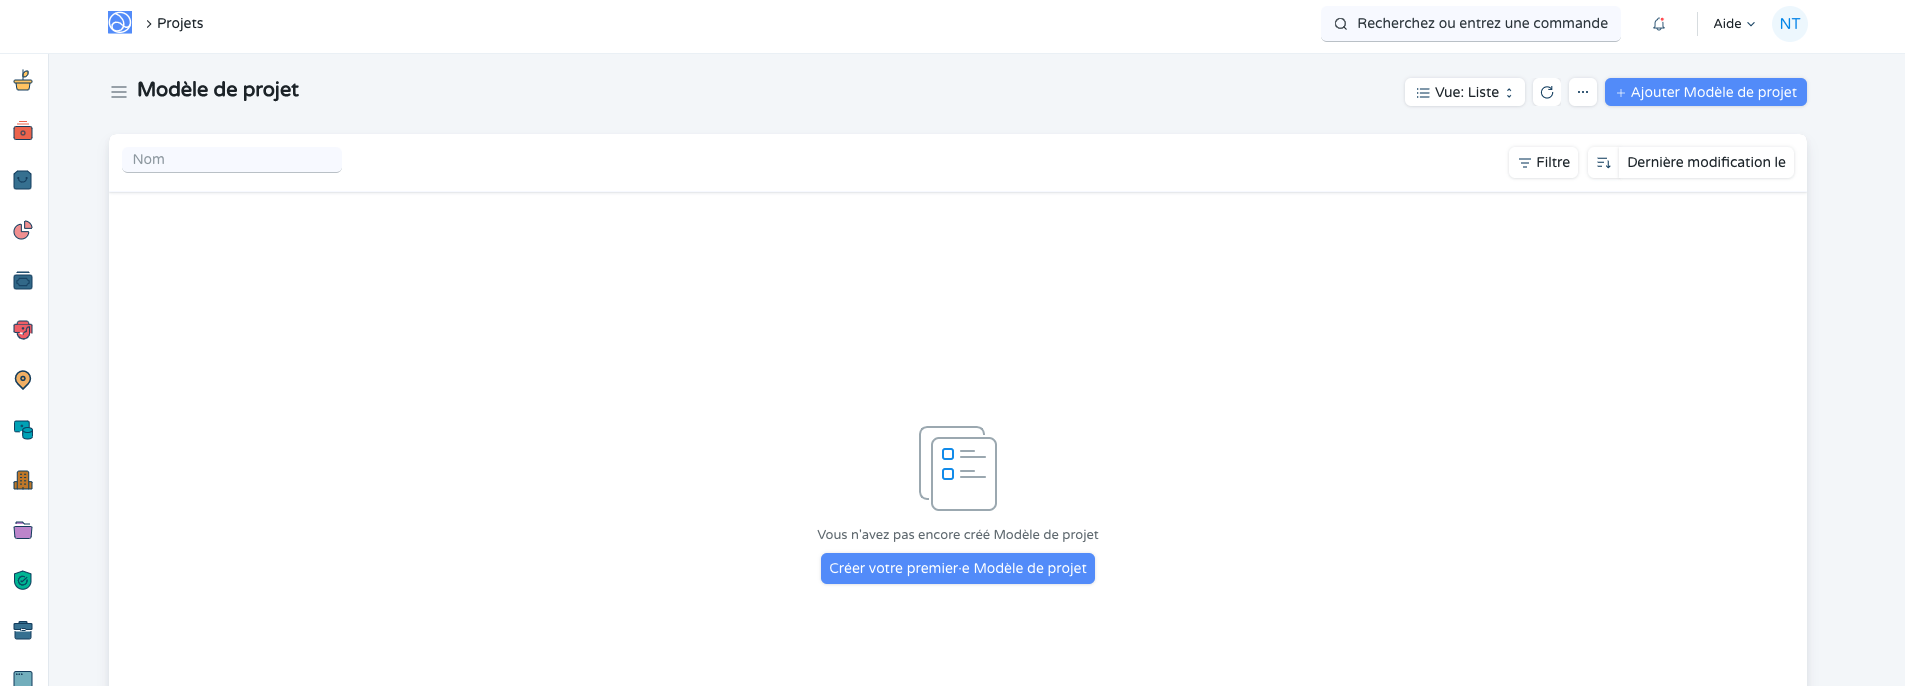 Projets
Recherchez ou entrez une commande
Aide
NT
Modèle de projet
Vue: Liste
···
+ Ajouter Modèle de projet
Nom
Filtre
Dernière modification le
Vous n'avez pas encore créé Modèle de projet
Créer votre premier·e Modèle de projet